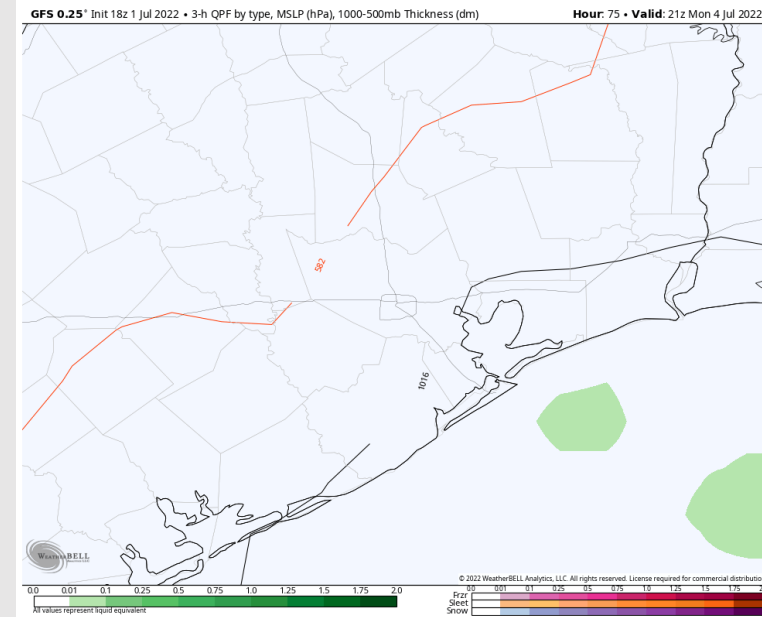 GFS 0.25° Init 18z 1 Jul 2022 • 3-h QPF by type, MSLP (hPa), 1000-500mb Thickness (dm)
Hour: 75 • Valid: 21z Mon 4 Jul 2022
582
1016
WEATHERBELL
© 2022 WeatherBELL Analytics, LLC. All rights reserved. License required for commercial distributio
0.0 0.01 0.1 0.25 0.5 0.75 1.0 1.25 1.5 1.75 2.0
All values represent liquid equivalent
0.0 0.01 0.1 0.25 0.5 0.75 1.0 1.25 1.5 1.75 2.
Frzr
Sleet
Snow